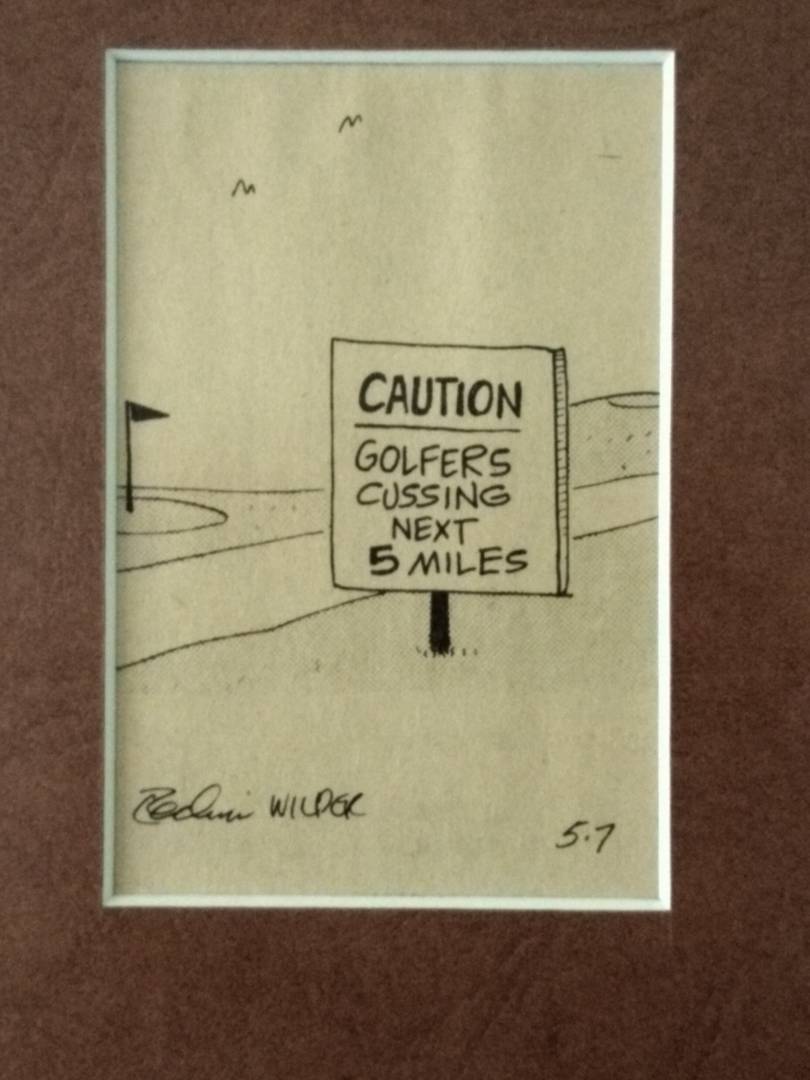 CAUTION
GOLFERS
CUSSING
NEXT
5 MILES
WILDER
5.7